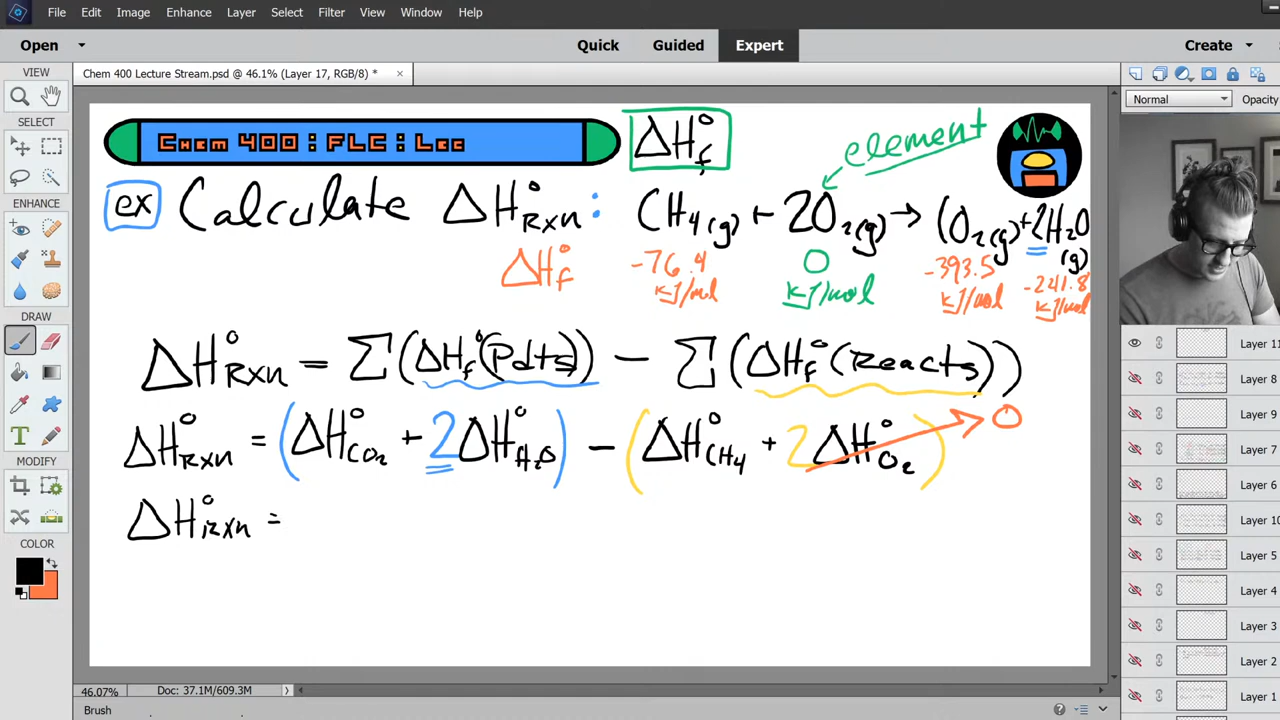 File Edit Image Enhance Layer Select Filter View Window Help
Open Quick Guided Expert Create
VIEW Chem 400 Lecture Stream.psd @ 46.1% (Layer 17, RGB/8) * ×
SELECT
ENHANCE
DRAW
MODIFY
COLOR
Normal Opacity
Chem 400 : FLC : Lec
ΔH°f
element
ex Calculate ΔH°Rxn : CH4(g) + 2O2(g) → CO2(g) + 2H2O(g)
ΔH°f -76.4 kJ/mol 0 kJ/mol -393.5 kJ/mol -241.8 kJ/mol
ΔH°Rxn = Σ(ΔHf°(Pdts)) − Σ(ΔHf°(Reacts))
ΔH°Rxn = (ΔH°CO2 + 2ΔH°H2O) − (ΔH°CH4 + 2ΔH°O2) 0
ΔH°Rxn =
Layer 11
Layer 8
Layer 9
Layer 7
Layer 6
Layer 10
Layer 5
Layer 4
Layer 3
Layer 2
Layer 1
46.07% Doc: 37.1M/609.3M
Brush